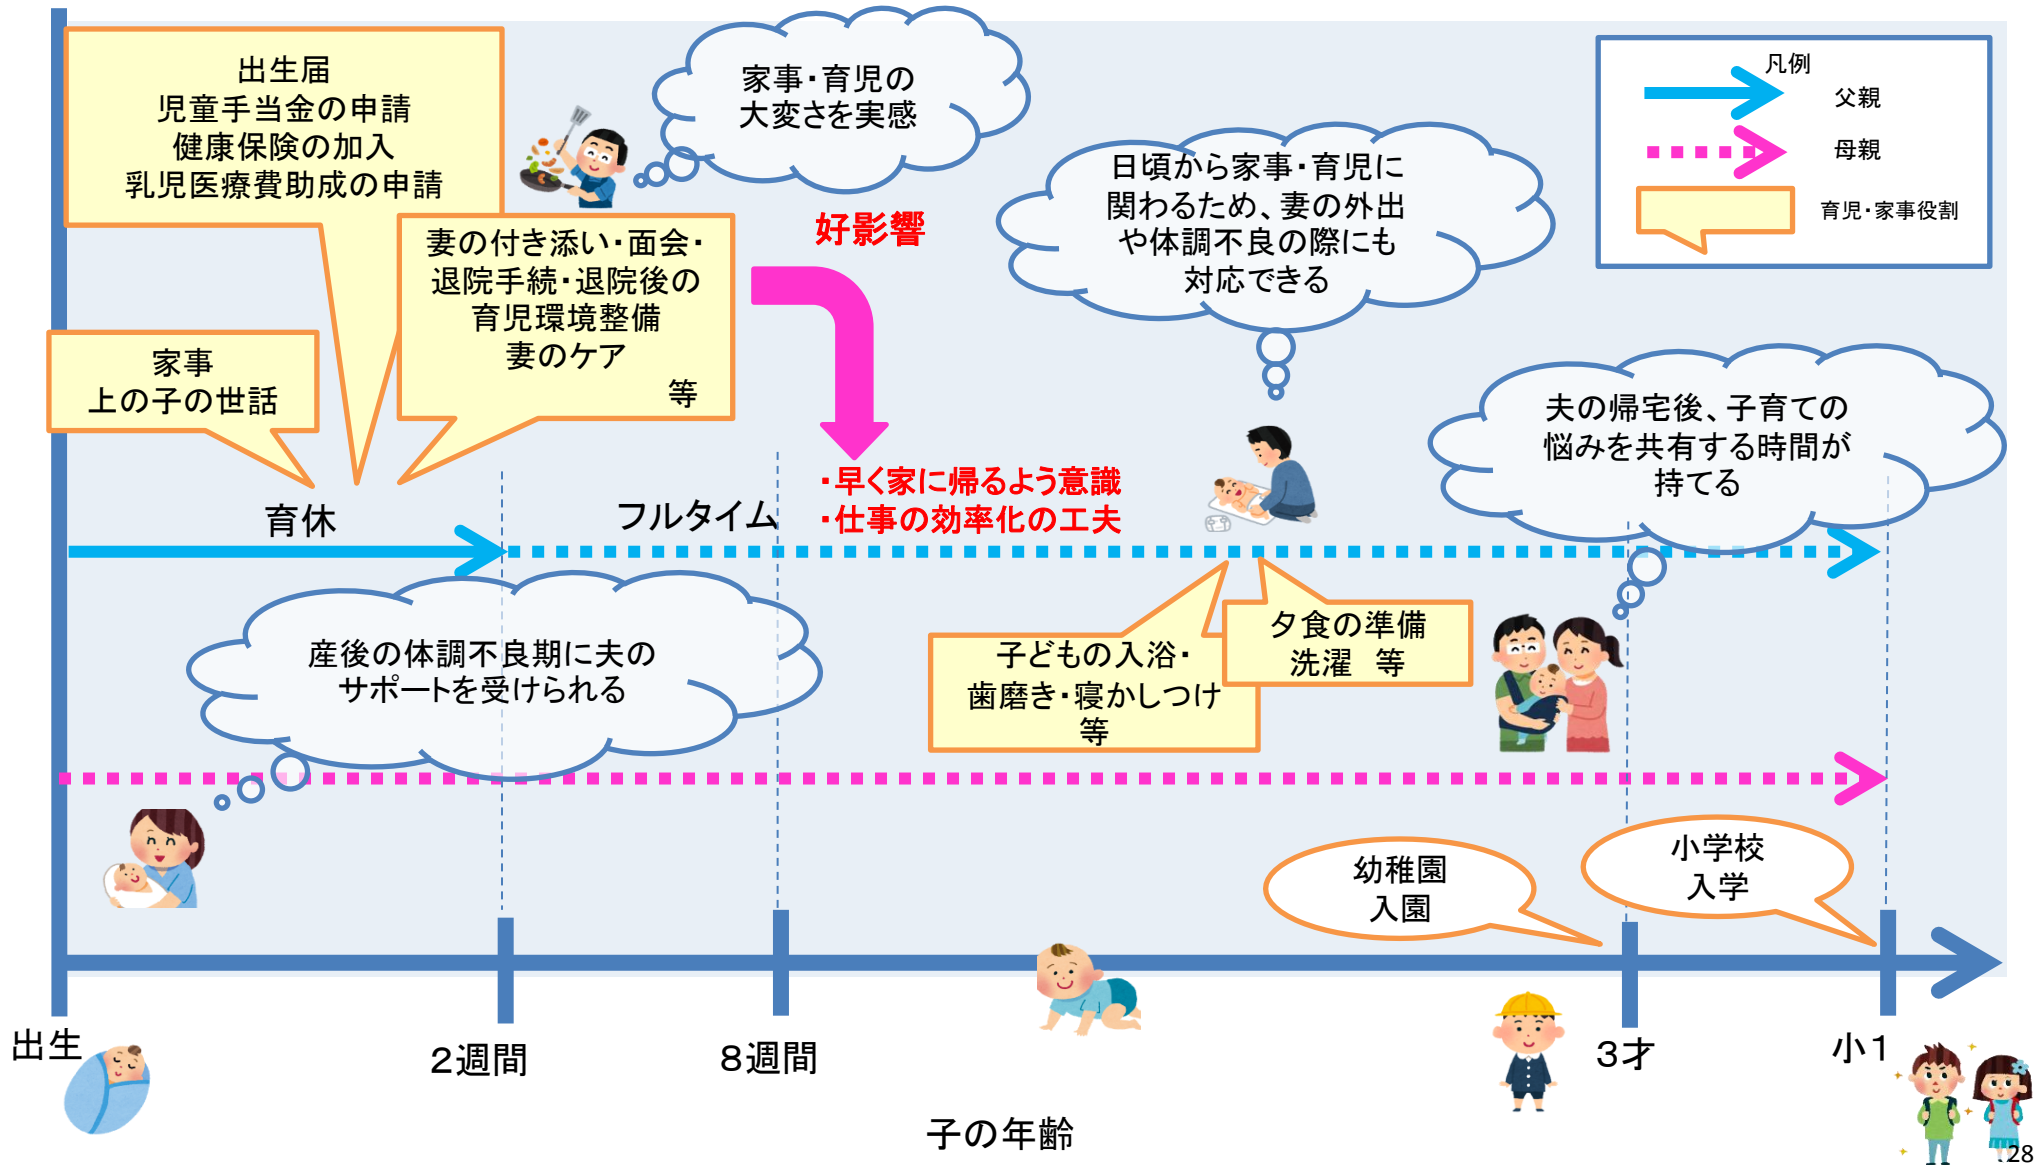 出生届
児童手当金の申請
健康保険の加入
乳児医療費助成の申請
家事・育児の
大変さを実感
凡例
父親
母親
育児・家事役割
日頃から家事・育児に
関わるため、妻の外出
や体調不良の際にも
対応できる
好影響
妻の付き添い・面会・
退院手続・退院後の
育児環境整備
妻のケア
等
家事
上の子の世話
夫の帰宅後、子育ての
悩みを共有する時間が
持てる
・早く家に帰るよう意識
・仕事の効率化の工夫
育休
フルタイム
産後の体調不良期に夫の
サポートを受けられる
子どもの入浴・
歯磨き・寝かしつけ
等
夕食の準備
洗濯　等
幼稚園
入園
小学校
入学
出生
２週間
８週間
３才
小１
子の年齢
28